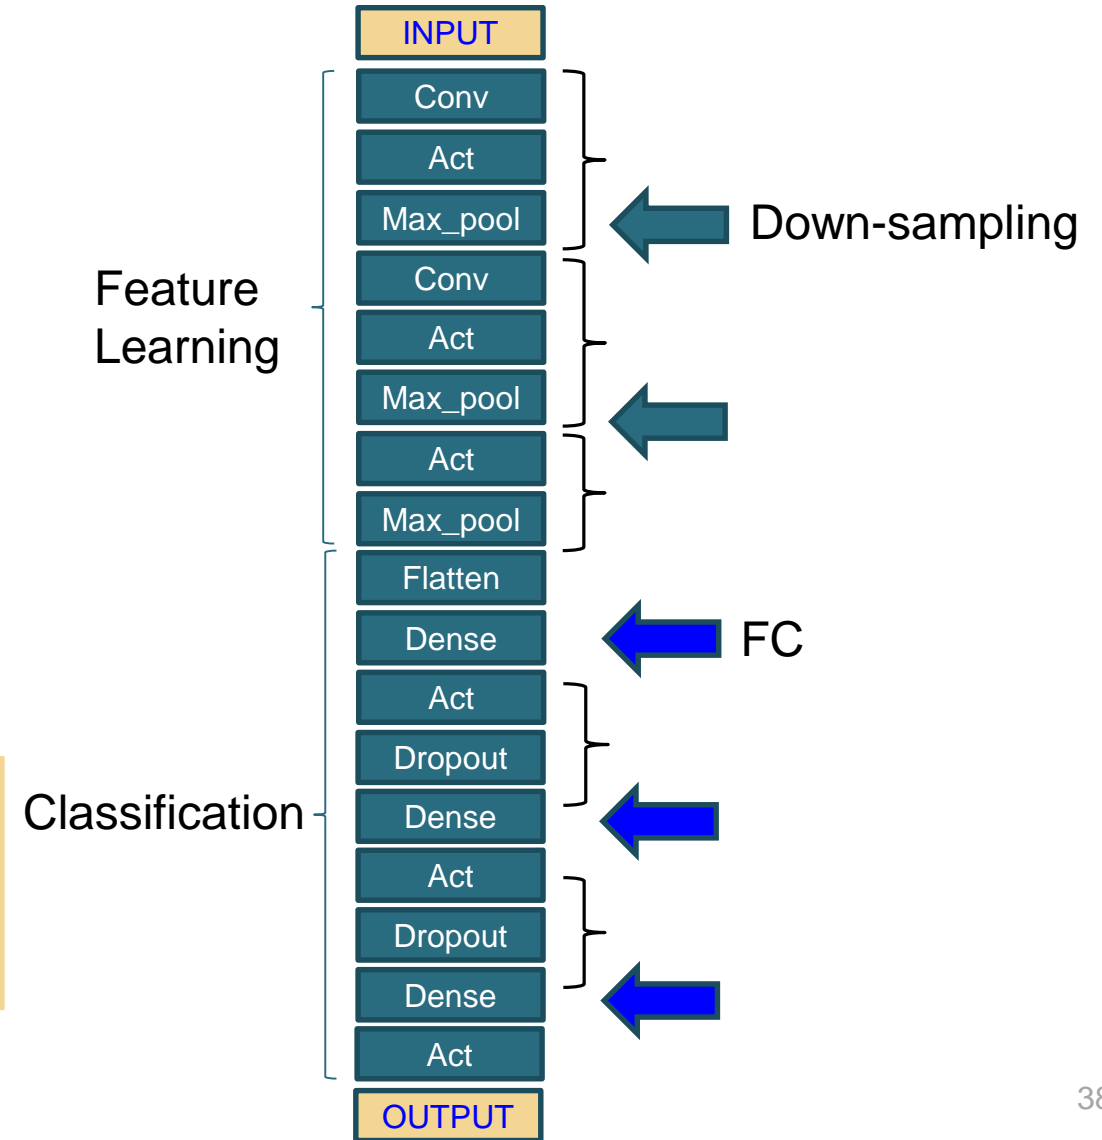 INPUT
Conv
Act
Max_pool
Down-sampling
Conv
Feature
Learning
Act
Max_pool
Act
Max_pool
Flatten
Dense
FC
Act
Dropout
Classification
Dense
Act
Dropout
Dense
Act
OUTPUT
38